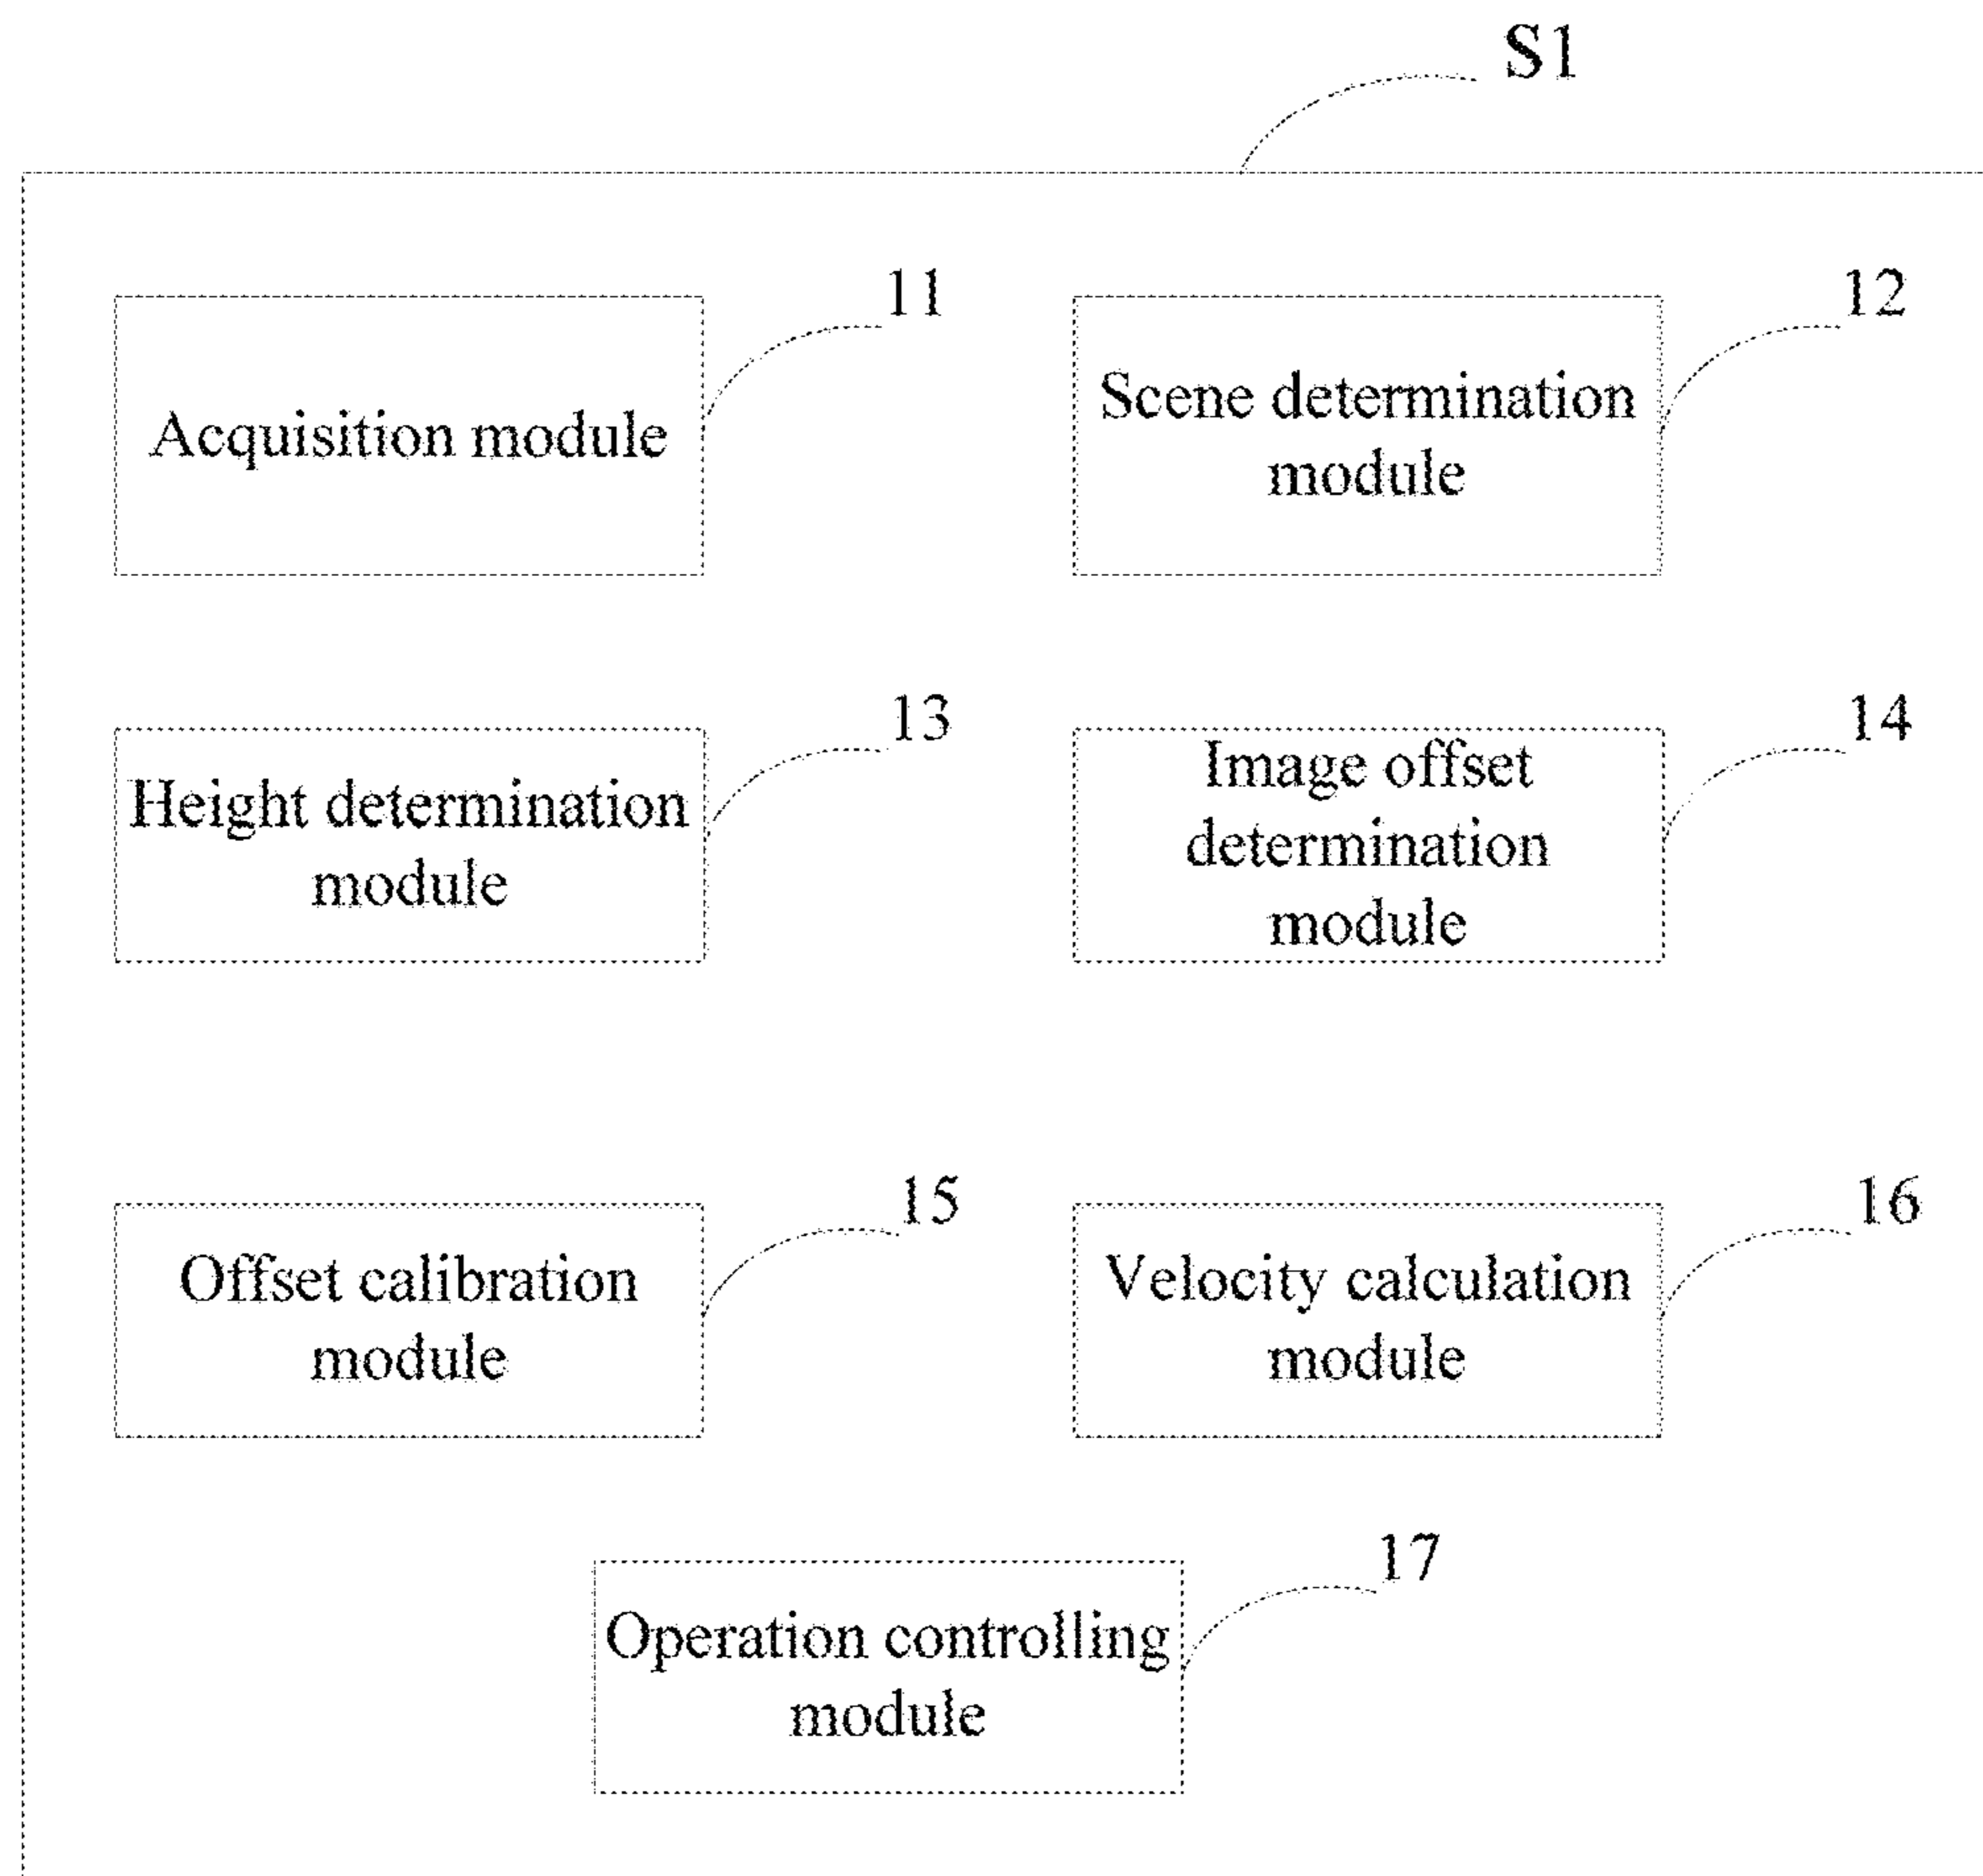 S1
11
Acquisition module
12
Scene determination
module
13
Height determination
module
14
Image offset
determination
module
15
Offset calibration
module
16
Velocity calculation
module
17
Operation controlling
module